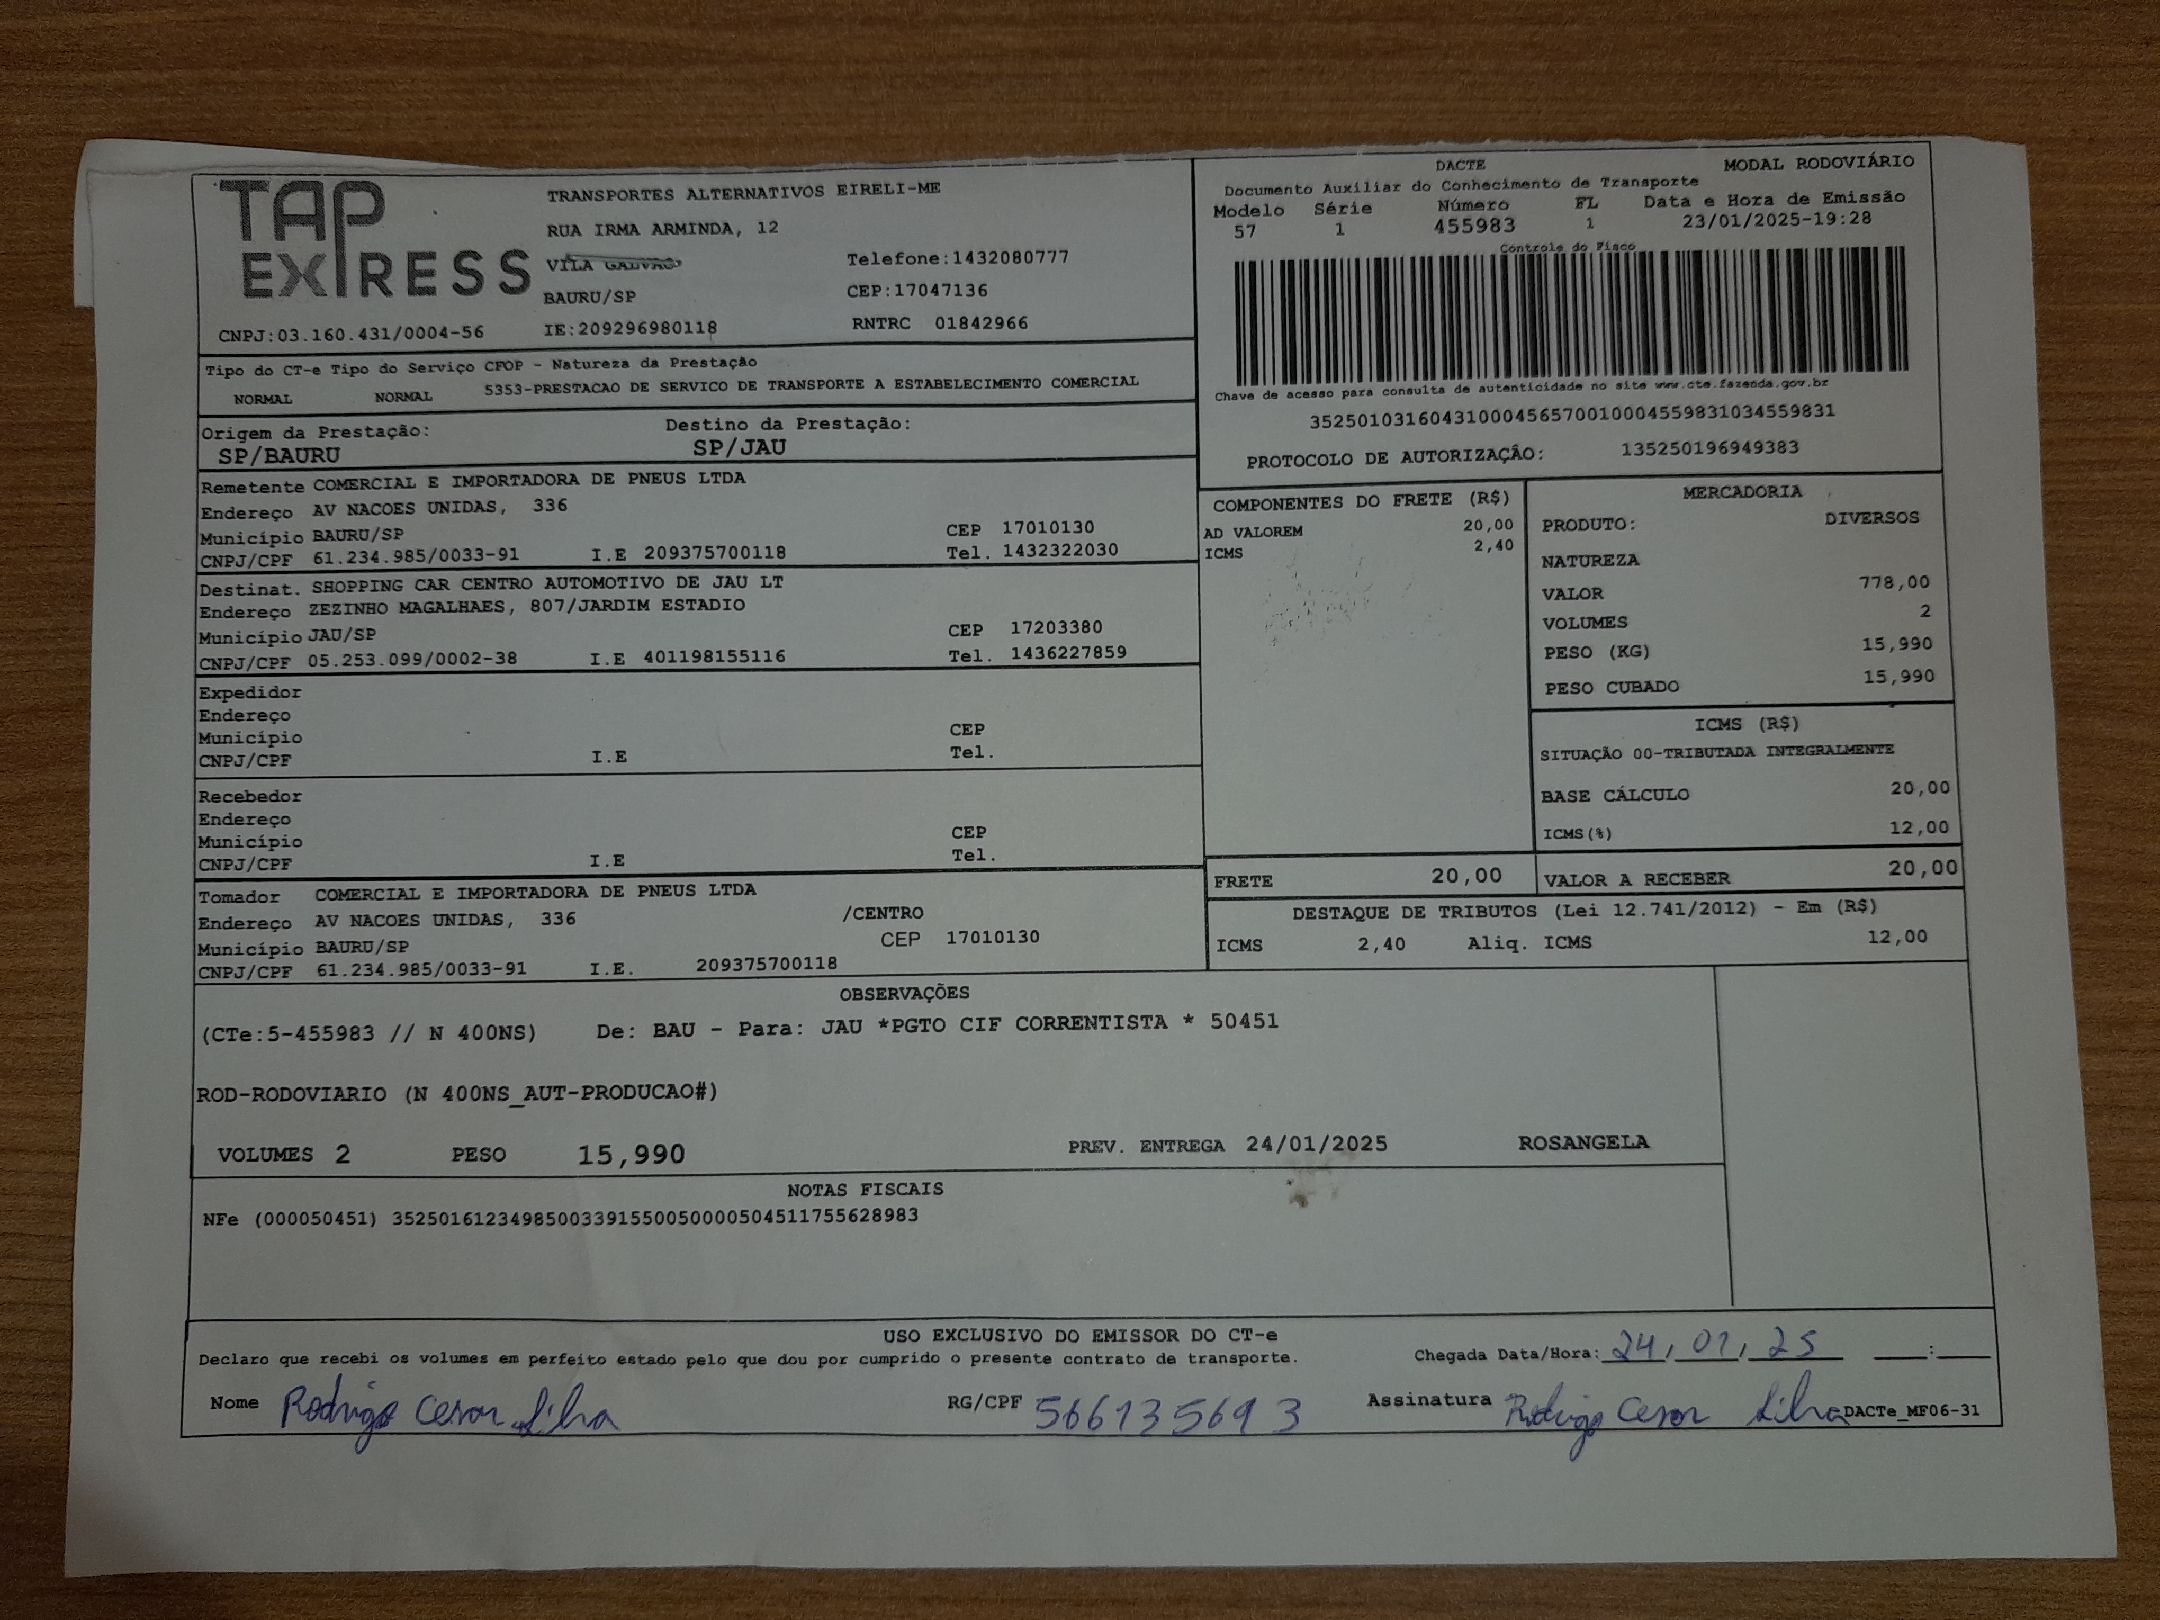 TAP
EXPRESS
TRANSPORTES ALTERNATIVOS EIRELI-ME
RUA IRMA ARMINDA, 12
VILA GALVAO
Telefone:1432080777
BAURU/SP
CEP:17047136
CNPJ:03.160.431/0004-56
IE:209296980118
RNTRC 01842966
DACTE
MODAL RODOVIÁRIO
Documento Auxiliar do Conhecimento de Transporte
Modelo Série Número FL Data e Hora de Emissão
57 1 455983 1 23/01/2025-19:28
Controle do Fisco
Chave de acesso para consulta de autenticidade no site www.cte.fazenda.gov.br
35250103160431000456570010004559831034559831
PROTOCOLO DE AUTORIZAÇÂO: 135250196949383
Tipo do CT-e Tipo do Serviço CFOP - Natureza da Prestação
NORMAL NORMAL 5353-PRESTACAO DE SERVICO DE TRANSPORTE A ESTABELECIMENTO COMERCIAL
Origem da Prestação: Destino da Prestação:
SP/BAURU SP/JAU
Remetente COMERCIAL E IMPORTADORA DE PNEUS LTDA
Endereço AV NACOES UNIDAS, 336
Município BAURU/SP CEP 17010130
CNPJ/CPF 61.234.985/0033-91 I.E 209375700118 Tel. 1432322030
Destinat. SHOPPING CAR CENTRO AUTOMOTIVO DE JAU LT
Endereço ZEZINHO MAGALHAES, 807/JARDIM ESTADIO
Município JAU/SP CEP 17203380
CNPJ/CPF 05.253.099/0002-38 I.E 401198155116 Tel. 1436227859
Expedidor
Endereço
Município CEP
CNPJ/CPF I.E Tel.
Recebedor
Endereço
Município CEP
CNPJ/CPF I.E Tel.
Tomador COMERCIAL E IMPORTADORA DE PNEUS LTDA
Endereço AV NACOES UNIDAS, 336 /CENTRO
Município BAURU/SP CEP 17010130
CNPJ/CPF 61.234.985/0033-91 I.E. 209375700118
COMPONENTES DO FRETE (R$)
AD VALOREM 20,00
ICMS 2,40
MERCADORIA
PRODUTO: DIVERSOS
NATUREZA
VALOR 778,00
VOLUMES 2
PESO (KG) 15,990
PESO CUBADO 15,990
ICMS (R$)
SITUAÇÃO 00-TRIBUTADA INTEGRALMENTE
BASE CÁLCULO 20,00
ICMS(%) 12,00
FRETE 20,00 VALOR A RECEBER 20,00
DESTAQUE DE TRIBUTOS (Lei 12.741/2012) - Em (R$)
ICMS 2,40 Aliq. ICMS 12,00
OBSERVAÇÕES
(CTe:5-455983 // N 400NS) De: BAU - Para: JAU *PGTO CIF CORRENTISTA * 50451
ROD-RODOVIARIO (N 400NS_AUT-PRODUCAO#)
VOLUMES 2 PESO 15,990 PREV. ENTREGA 24/01/2025 ROSANGELA
NOTAS FISCAIS
NFe (000050451) 35250161234985003391550050000504511755628983
USO EXCLUSIVO DO EMISSOR DO CT-e
Declaro que recebi os volumes em perfeito estado pelo que dou por cumprido o presente contrato de transporte.
Chegada Data/Hora: 24, 01, 25 :
Nome Rodrigo Cesar Silva RG/CPF 566135693 Assinatura Rodrigo Cesar Silva DACTe_MF06-31